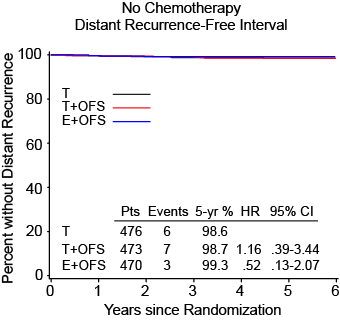 No Chemotherapy
Distant Recurrence-Free Interval
Percent without Distant Recurrence
100
80
60
40
20
0
T
T+OFS
E+OFS
Pts Events 5-yr % HR 95% CI
T 476 6 98.6
T+OFS 473 7 98.7 1.16 .39-3.44
E+OFS 470 3 99.3 .52 .13-2.07
0 1 2 3 4 5 6
Years since Randomization